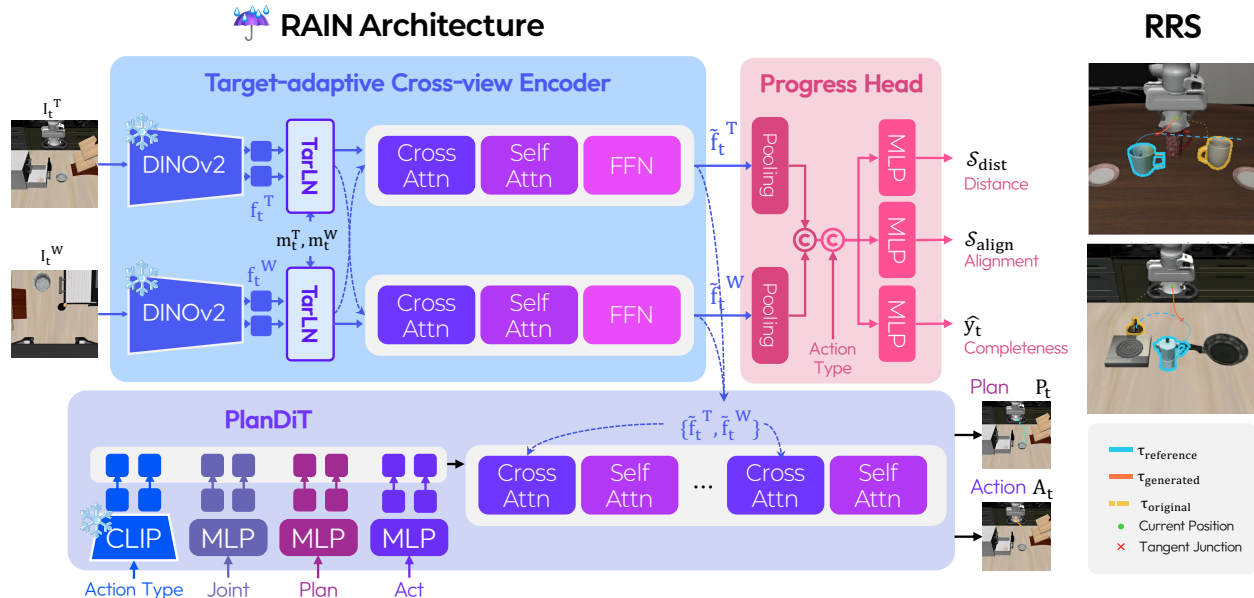 RAIN Architecture
RRS
Target-adaptive Cross-view Encoder
Progress Head
I_t^T
DINOv2
f_t^T
TarLN
Cross Attn
Self Attn
FFN
f̃_t^T
Pooling
MLP
S_dist
Distance
m_t^T, m_t^W
C
C
MLP
S_align
Alignment
I_t^W
DINOv2
f_t^W
TarLN
Cross Attn
Self Attn
FFN
f̃_t^W
Pooling
Action Type
MLP
ŷ_t
Completeness
PlanDiT
{f̃_t^T, f̃_t^W}
Cross Attn
Self Attn
...
Cross Attn
Self Attn
Plan P_t
Action A_t
CLIP
MLP
MLP
MLP
Action Type
Joint
Plan
Act
τ_reference
τ_generated
τ_original
Current Position
Tangent Junction